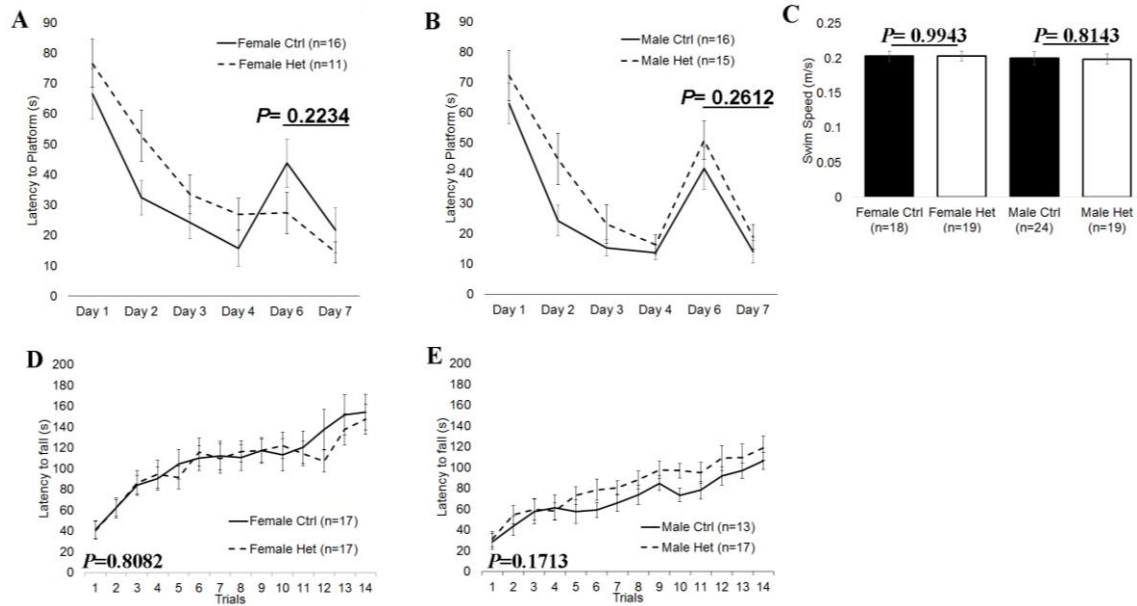 A
Latency to Platform (s)
90
80
70
60
50
40
30
20
10
0
Female Ctrl (n=16)
Female Het (n=11)
P= 0.2234
Day 1 Day 2 Day 3 Day 4 Day 6 Day 7
B
Latency to Platform (s)
90
80
70
60
50
40
30
20
10
0
Male Ctrl (n=16)
Male Het (n=15)
P= 0.2612
Day 1 Day 2 Day 3 Day 4 Day 6 Day 7
C
Swim Speed (m/s)
0.25
0.2
0.15
0.1
0.05
0
P= 0.9943 P= 0.8143
Female Ctrl Female Het Male Ctrl Male Het
(n=18) (n=19) (n=24) (n=19)
D
Latency to fall (s)
200
180
160
140
120
100
80
60
40
20
0
Female Ctrl (n=17)
Female Het (n=17)
P=0.8082
1 2 3 4 5 6 7 8 9 10 11 12 13 14
Trials
E
Latency to fall (s)
200
180
160
140
120
100
80
60
40
20
0
Male Ctrl (n=13)
Male Het (n=17)
P=0.1713
1 2 3 4 5 6 7 8 9 10 11 12 13 14
Trials